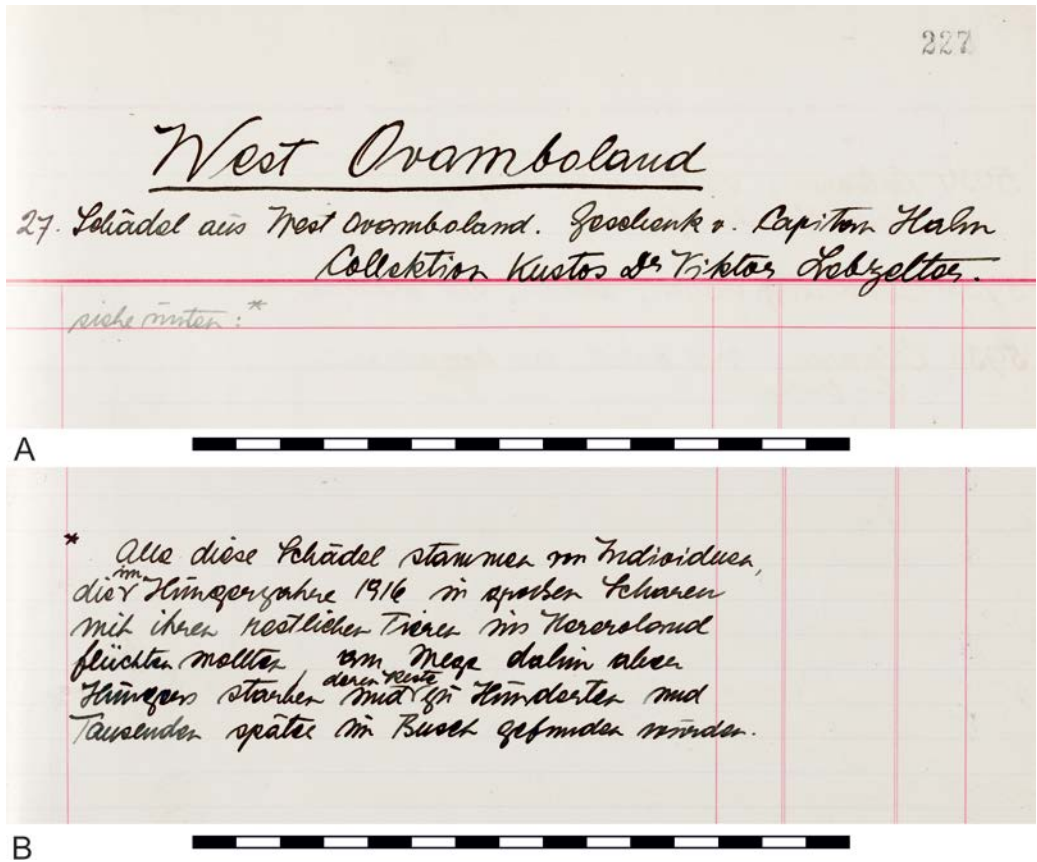 227
West Ovamboland
27. Schädel aus West Ovamboland. Geschenk v. Capitän Hahn
Collektion Kustos Dr Viktor Lebzelter.
siehe unten:*
A
* Alle diese Schädel stammen von Individuen,
die im Hungerjahre 1916 in großen Scharen
mit ihren restlichen Tieren ins Hereroland
flüchten wollten, am Wege dahin aber
Hungers starben und deren Reste zu Hunderten und
Tausenden später im Busch gefunden wurden.
B